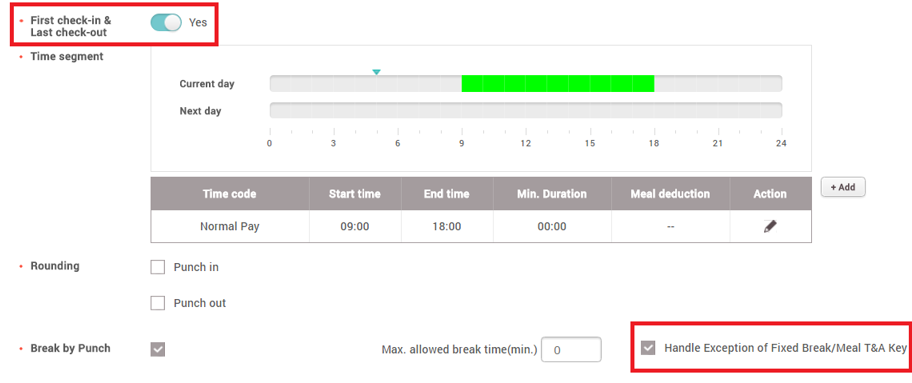 First check-in &
Last check-out
Yes
Time segment
Current day
Next day
0 3 6 9 12 15 18 21 24
Time code Start time End time Min. Duration Meal deduction Action
+ Add
Normal Pay 09:00 18:00 00:00 --
Rounding Punch in
Punch out
Break by Punch Max. allowed break time(min.) 0 Handle Exception of Fixed Break/Meal T&A Key